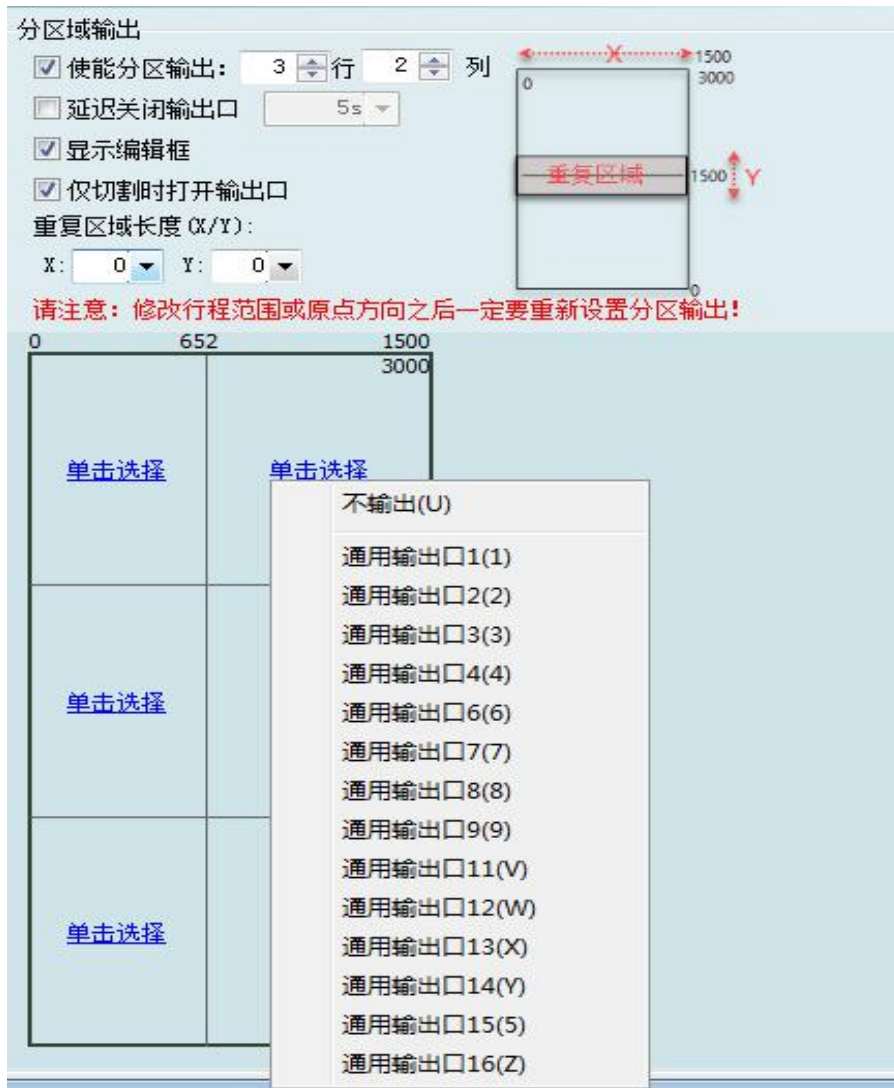 分区域输出
使能分区输出： 3 行 2 列
延迟关闭输出口 5s
显示编辑框
仅切割时打开输出口
重复区域长度(X/Y):
X: 0 Y: 0
X 1500
0 3000
重复区域 1500 Y
0
请注意：修改行程范围或原点方向之后一定要重新设置分区输出！
0 652 1500
3000
单击选择 单击选择
不输出(U)
通用输出口1(1)
通用输出口2(2)
通用输出口3(3)
通用输出口4(4)
通用输出口6(6)
单击选择
通用输出口7(7)
通用输出口8(8)
通用输出口9(9)
通用输出口11(V)
通用输出口12(W)
单击选择
通用输出口13(X)
通用输出口14(Y)
通用输出口15(5)
通用输出口16(Z)